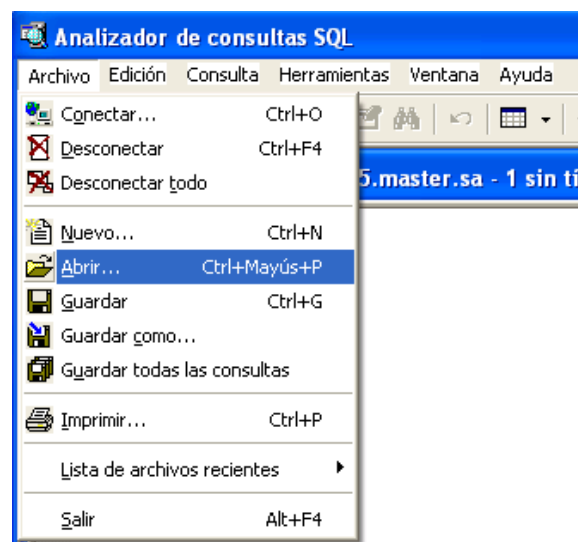 Analizador de consultas SQL
Archivo Edición Consulta Herramientas Ventana Ayuda
Conectar... Ctrl+O
Desconectar Ctrl+F4
5.master.sa - 1 sin tí
Desconectar todo
Nuevo... Ctrl+N
Abrir... Ctrl+Mayús+P
Guardar Ctrl+G
Guardar como...
Guardar todas las consultas
Imprimir... Ctrl+P
Lista de archivos recientes
Salir Alt+F4